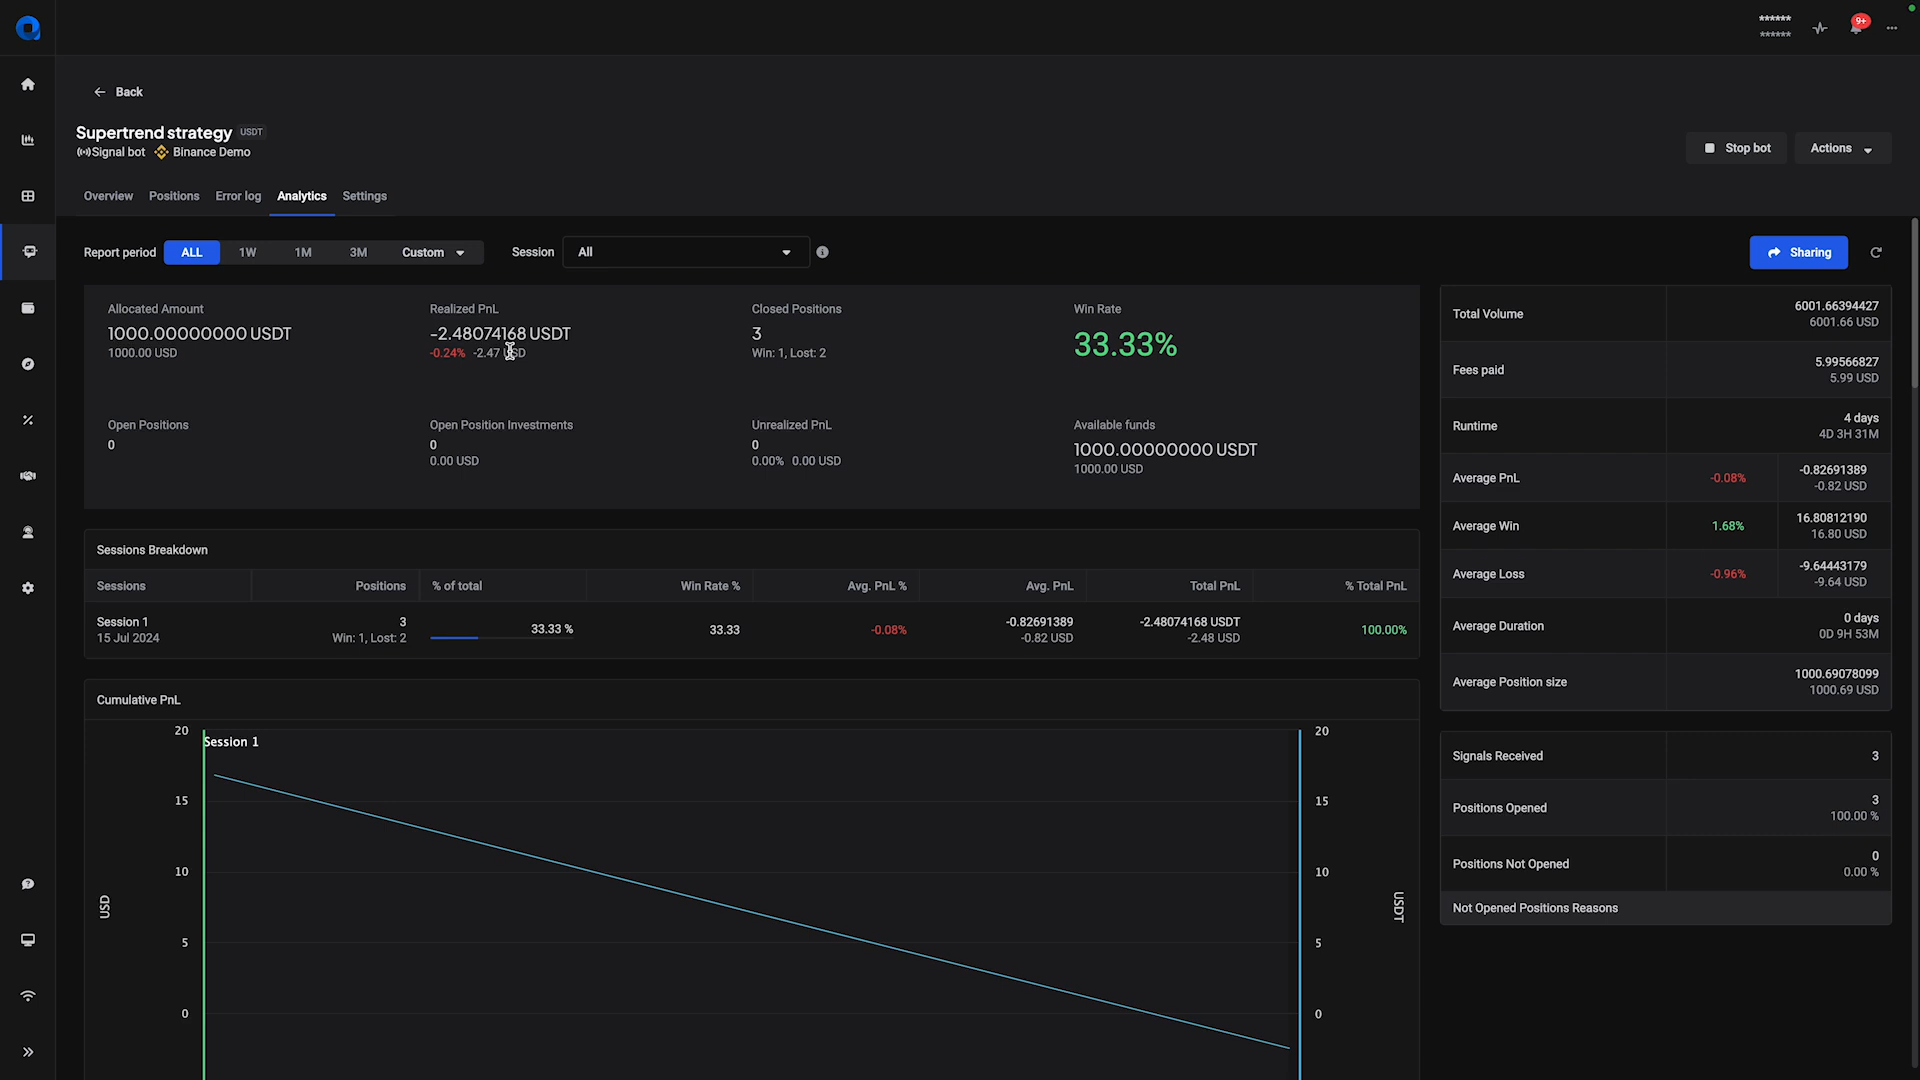 ******
******
9+
Back
Supertrend strategy USDT
Signal bot Binance Demo
Stop bot
Actions
Overview Positions Error log Analytics Settings
Report period ALL 1W 1M 3M Custom Session All
Sharing
Allocated Amount
1000.00000000 USDT
1000.00 USD
Realized PnL
-2.48074168 USDT
-0.24% -2.47 USD
Closed Positions
3
Win: 1, Lost: 2
Win Rate
33.33%
Open Positions
0
Open Position Investments
0
0.00 USD
Unrealized PnL
0
0.00% 0.00 USD
Available funds
1000.00000000 USDT
1000.00 USD
Sessions Breakdown
Sessions Positions % of total Win Rate % Avg. PnL % Avg. PnL Total PnL % Total PnL
Session 1 3 33.33 % 33.33 -0.08% -0.82691389 -2.48074168 USDT 100.00%
15 Jul 2024 Win: 1, Lost: 2 -0.82 USD -2.48 USD
Cumulative PnL
Session 1
20
15
10
5
0
USD
20
15
10
5
0
USDT
Total Volume 6001.66394427
6001.66 USD
Fees paid 5.99566827
5.99 USD
Runtime 4 days
4D 3H 31M
Average PnL -0.08% -0.82691389
-0.82 USD
Average Win 1.68% 16.80812190
16.80 USD
Average Loss -0.96% -9.64443179
-9.64 USD
Average Duration 0 days
0D 9H 53M
Average Position size 1000.69078099
1000.69 USD
Signals Received 3
Positions Opened 3
100.00 %
Positions Not Opened 0
0.00 %
Not Opened Positions Reasons